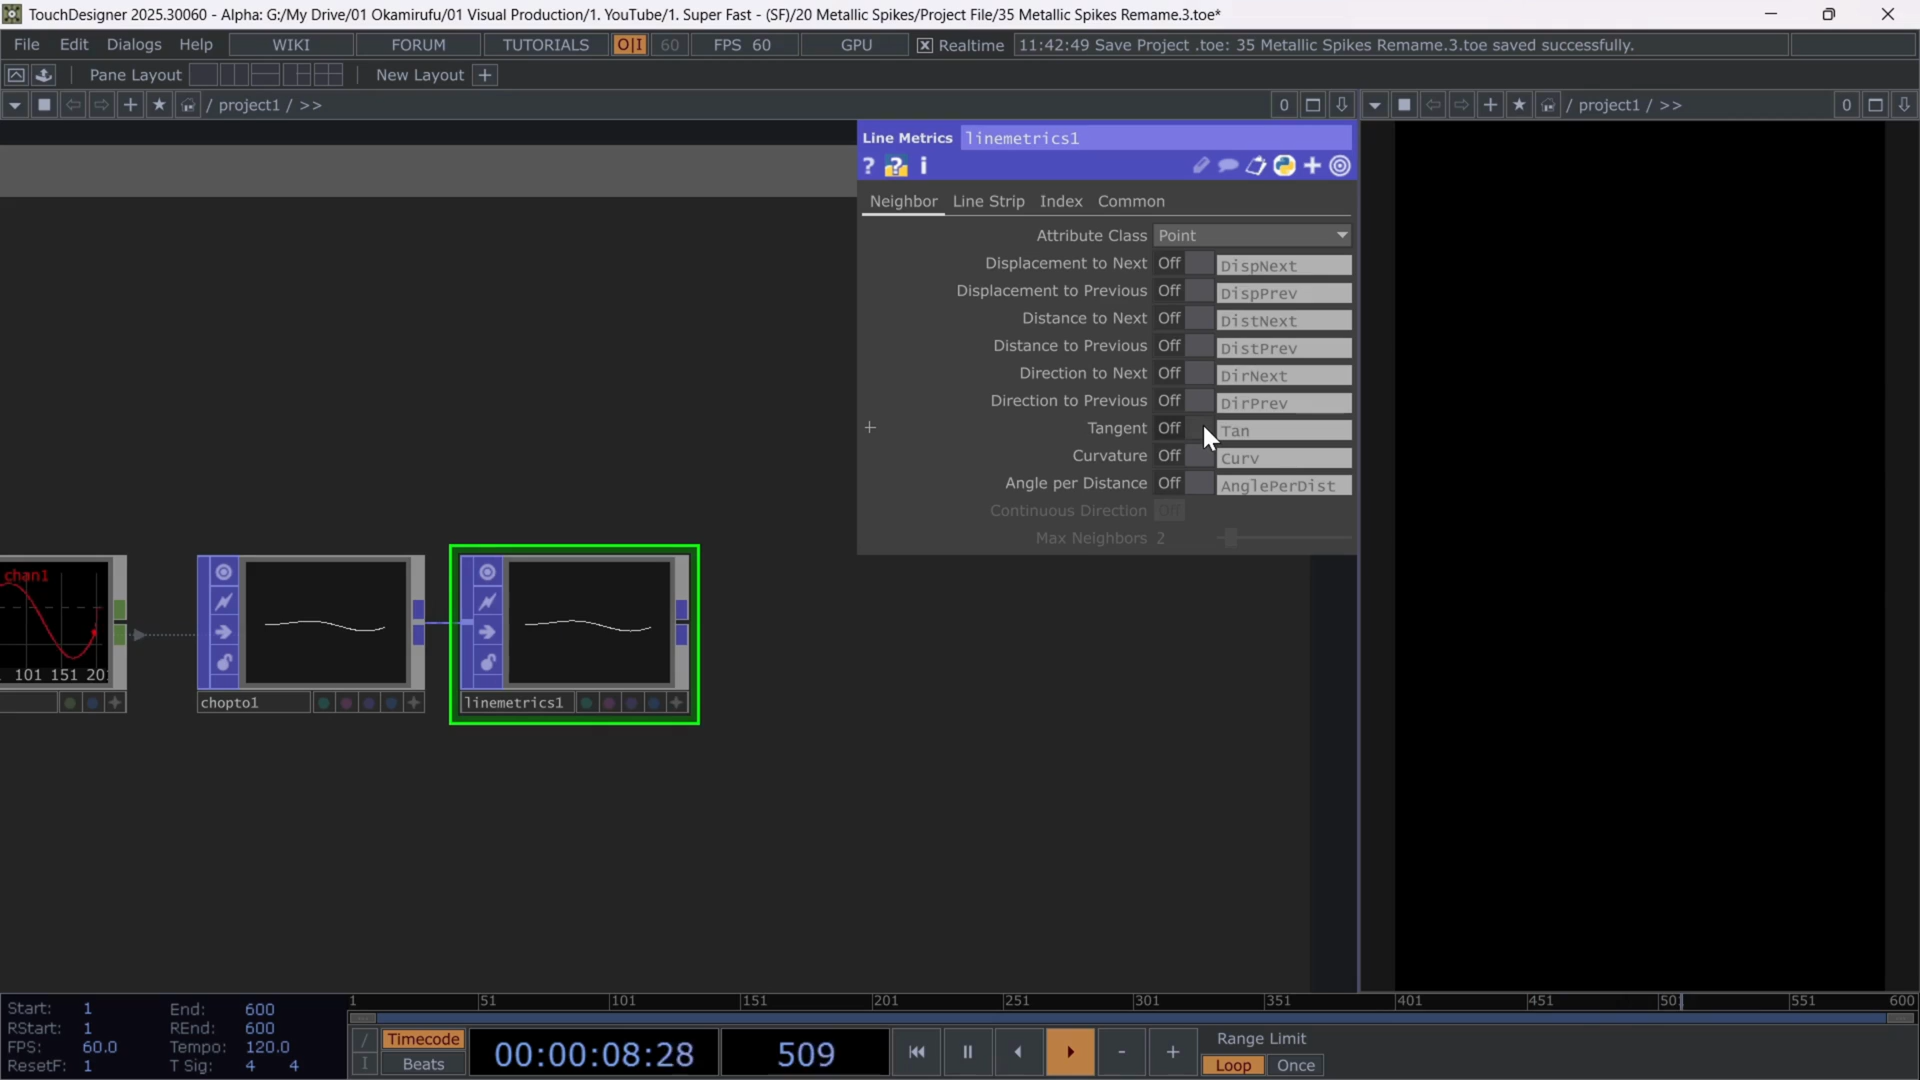 TouchDesigner 2025.30060 - Alpha: G:/My Drive/01 Okamirufu/01 Visual Production/1. YouTube/1. Super Fast - (SF)/20 Metallic Spikes/Project File/35 Metallic Spikes Remame.3.toe*
File Edit Dialogs Help WIKI FORUM TUTORIALS O|I 60 FPS 60 GPU X Realtime 11:42:49 Save Project .toe: 35 Metallic Spikes Remame.3.toe saved successfully.
Pane Layout New Layout +
/ project1 / >> 0 / project1 / >> 0
Line Metrics linemetrics1
? ? i
Neighbor Line Strip Index Common
Attribute Class Point
Displacement to Next Off DispNext
Displacement to Previous Off DispPrev
Distance to Next Off DistNext
Distance to Previous Off DistPrev
Direction to Next Off DirNext
Direction to Previous Off DirPrev
+ Tangent Off Tan
Curvature Off Curv
Angle per Distance Off AnglePerDist
Continuous Direction Off
Max Neighbors 2
chan1
101 151 20
chopto1
linemetrics1
1 51 101 151 201 251 301 351 401 451 501 551 600
Start: 1 End: 600
RStart: 1 REnd: 600
FPS: 60.0 Tempo: 120.0
ResetF: 1 T Sig: 4 4
/ Timecode
I Beats
00:00:08:28
509
- +
Range Limit
Loop Once